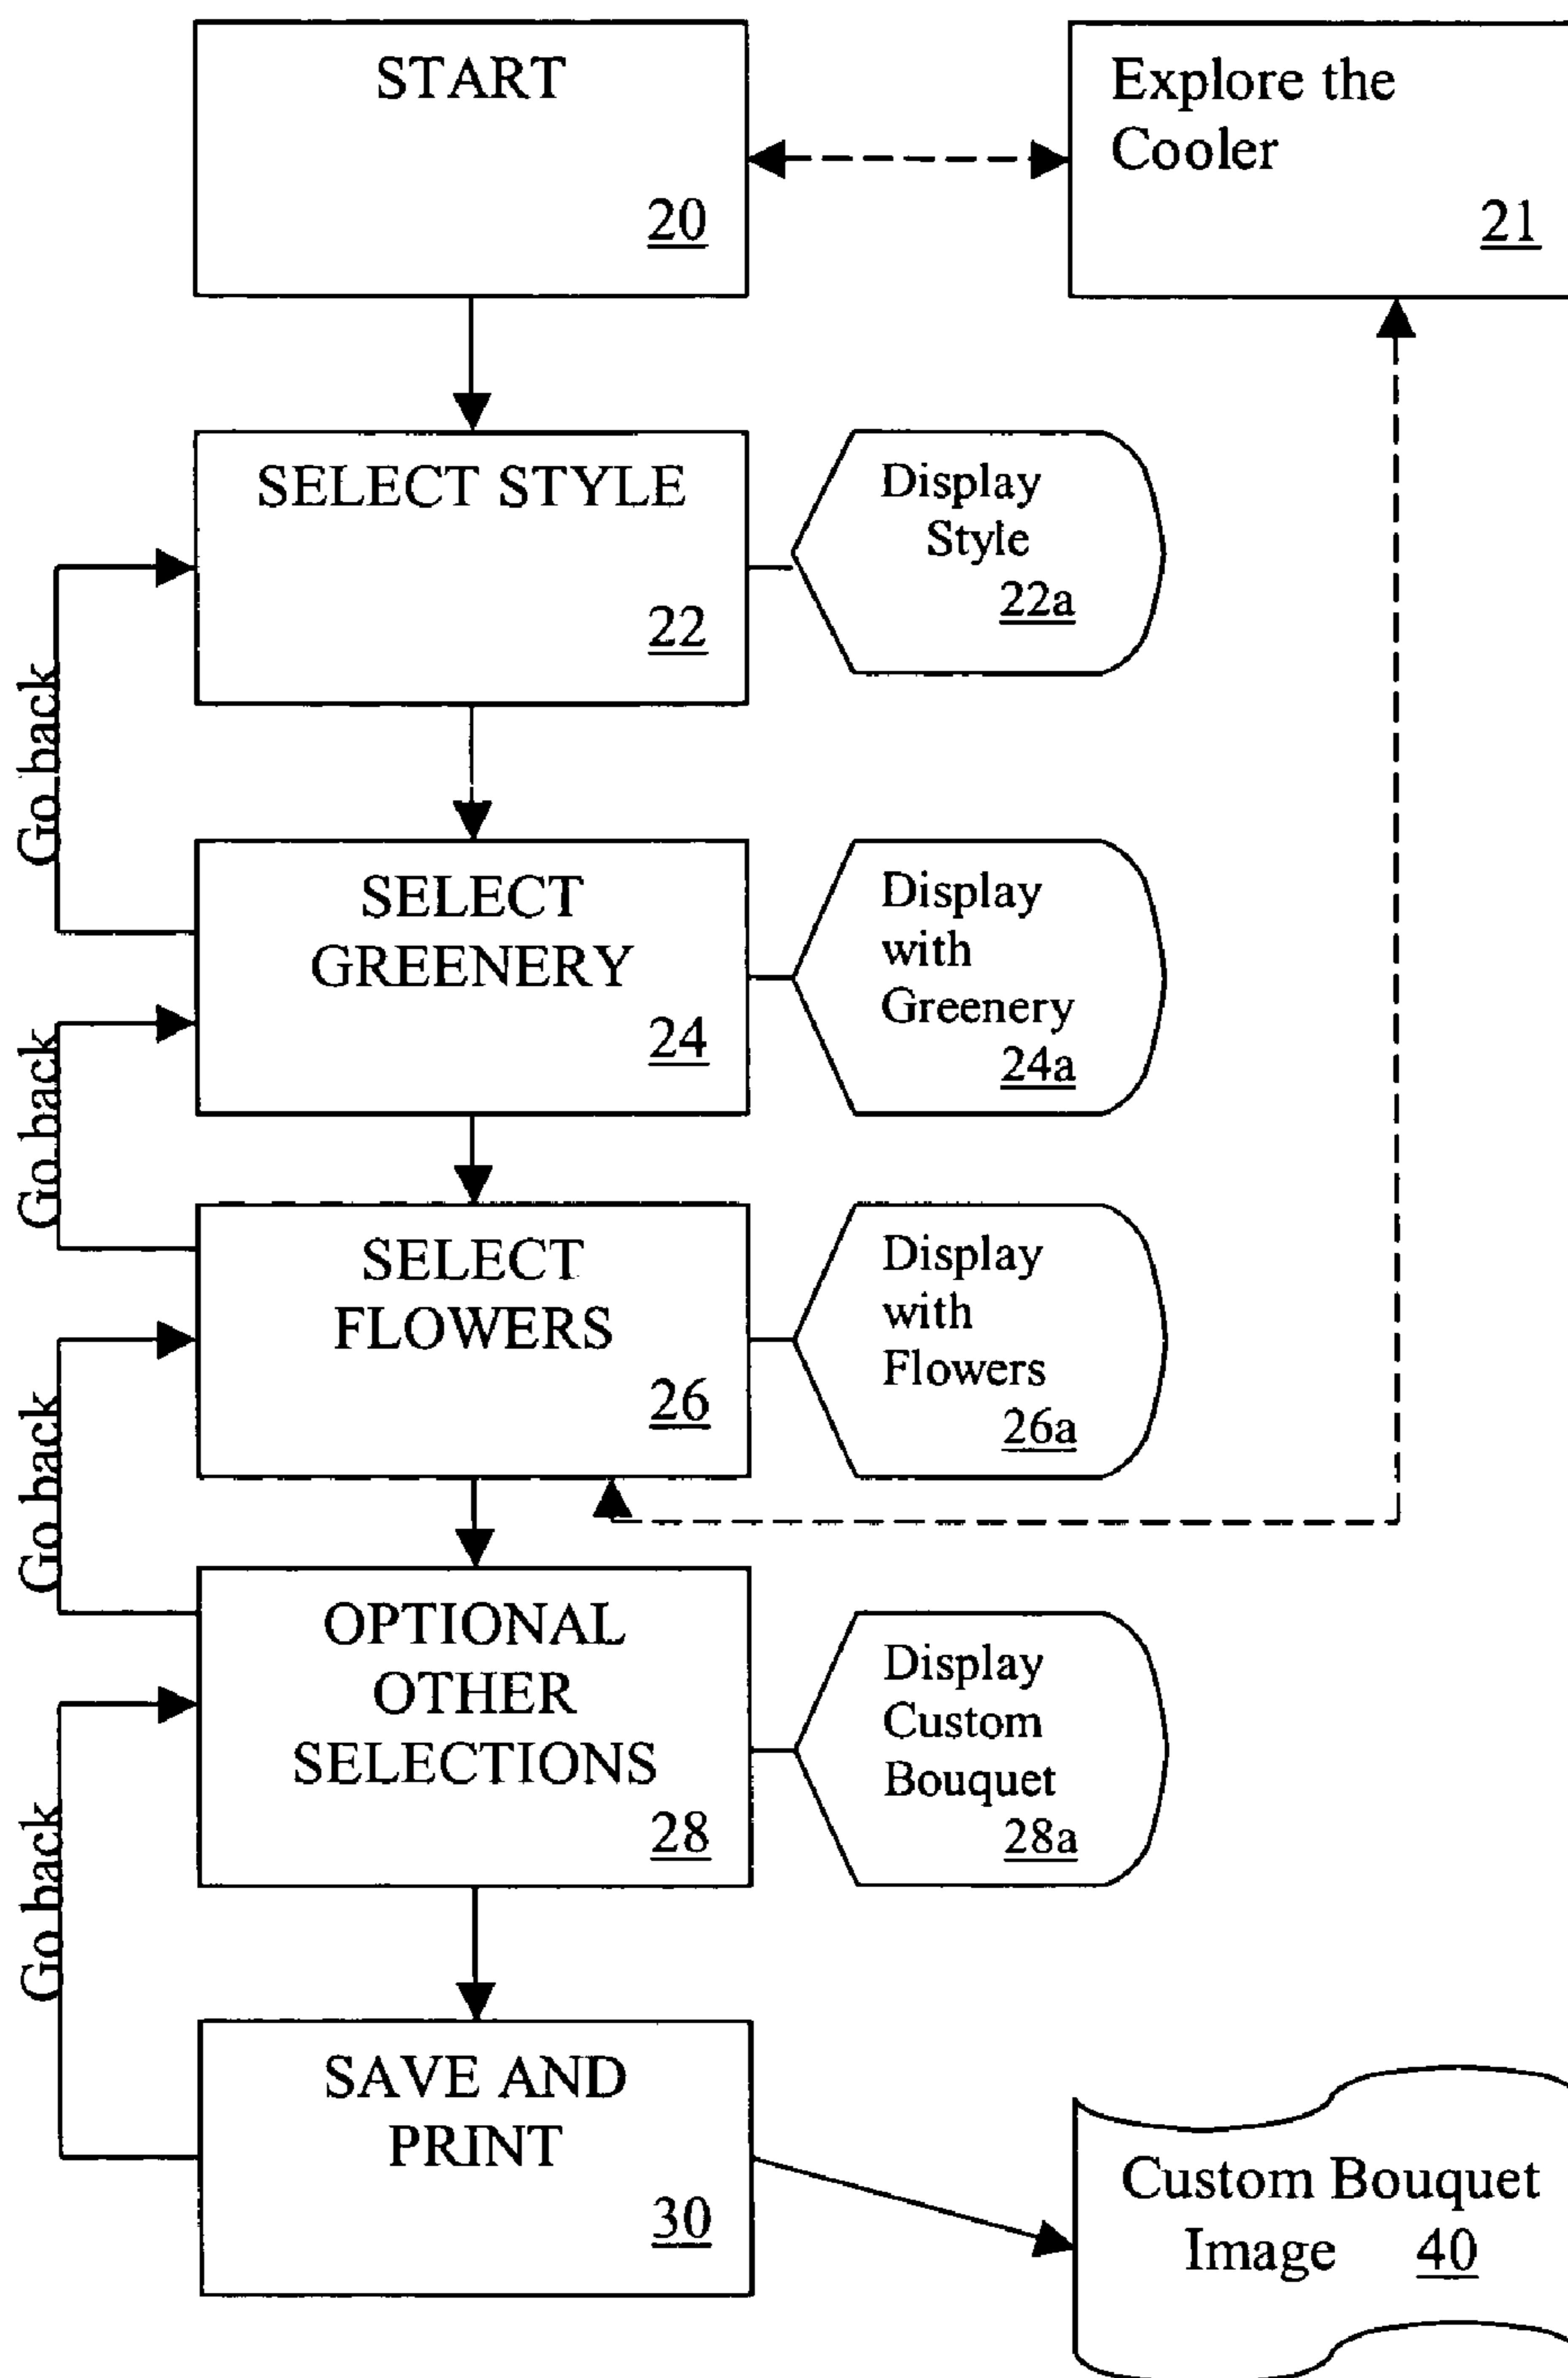 START
20
Explore the
Cooler
21
SELECT STYLE
22
Display
Style
22a
Go back
SELECT
GREENERY
24
Display
with
Greenery
24a
Go back
SELECT
FLOWERS
26
Display
with
Flowers
26a
Go back
OPTIONAL
OTHER
SELECTIONS
28
Display
Custom
Bouquet
28a
Go back
SAVE AND
PRINT
30
Custom Bouquet
Image 40